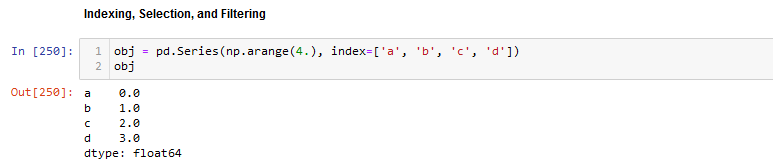 Indexing, Selection, and Filtering
In [250]: 1 obj = pd.Series(np.arange(4.), index=['a', 'b', 'c', 'd'])
2 obj
Out[250]: a    0.0
b    1.0
c    2.0
d    3.0
dtype: float64